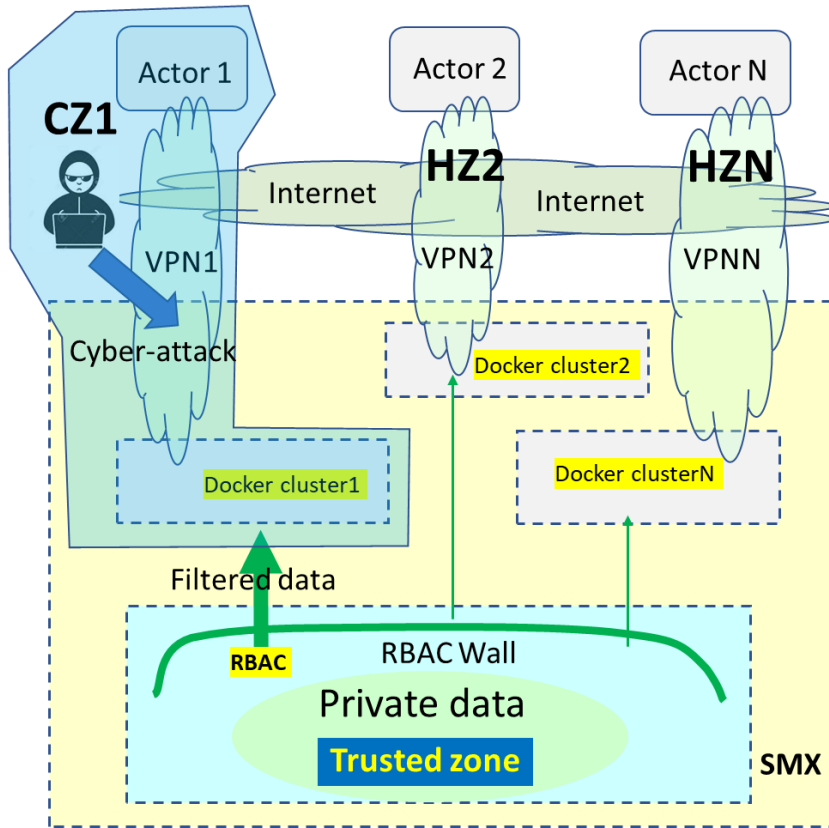 Actor 1
Actor 2
Actor N
CZ1
HZ2
HZN
Internet
Internet
VPN1
VPN2
VPNN
Cyber-attack
Docker cluster2
Docker cluster1
Docker clusterN
Filtered data
RBAC
RBAC Wall
Private data
Trusted zone
SMX